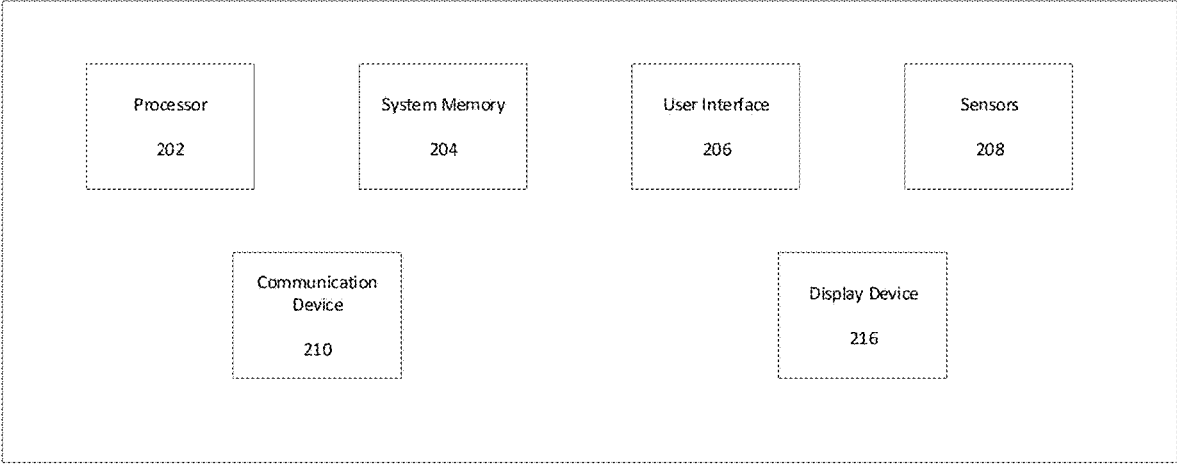 Processor
202
System Memory
204
User Interface
206
Sensors
208
Communication
Device
210
Display Device
216